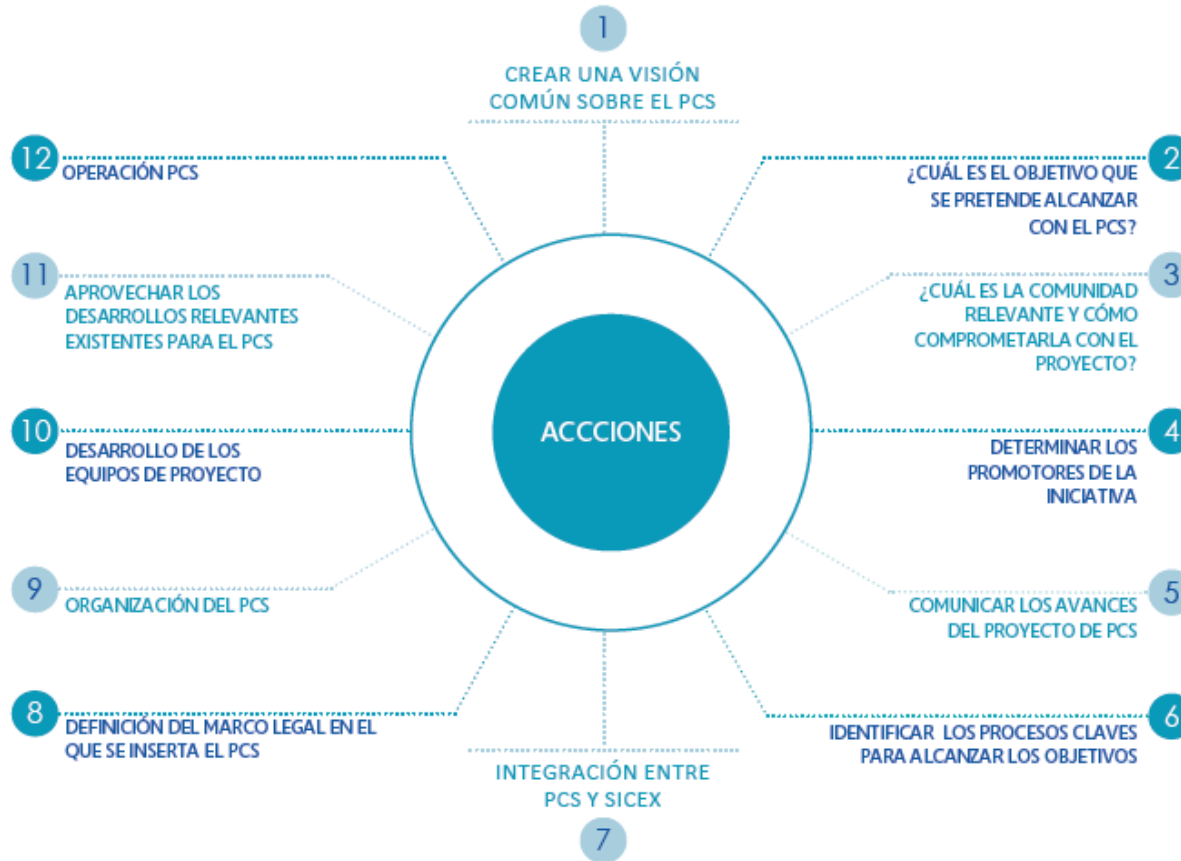 1
CREAR UNA VISIÓN
COMÚN SOBRE EL PCS
2
¿CUÁL ES EL OBJETIVO QUE
SE PRETENDE ALCANZAR
CON EL PCS?
3
¿CUÁL ES LA COMUNIDAD
RELEVANTE Y CÓMO
COMPROMETARLA CON EL
PROYECTO?
4
DETERMINAR LOS
PROMOTORES DE LA
INICIATIVA
5
COMUNICAR LOS AVANCES
DEL PROYECTO DE PCS
6
IDENTIFICAR LOS PROCESOS CLAVES
PARA ALCANZAR LOS OBJETIVOS
INTEGRACIÓN ENTRE
PCS Y SICEX
7
8
DEFINICIÓN DEL MARCO LEGAL EN EL
QUE SE INSERTA EL PCS
9
ORGANIZACIÓN DEL PCS
10
DESARROLLO DE LOS
EQUIPOS DE PROYECTO
11
APROVECHAR LOS
DESARROLLOS RELEVANTES
EXISTENTES PARA EL PCS
12
OPERACIÓN PCS
ACCCIONES